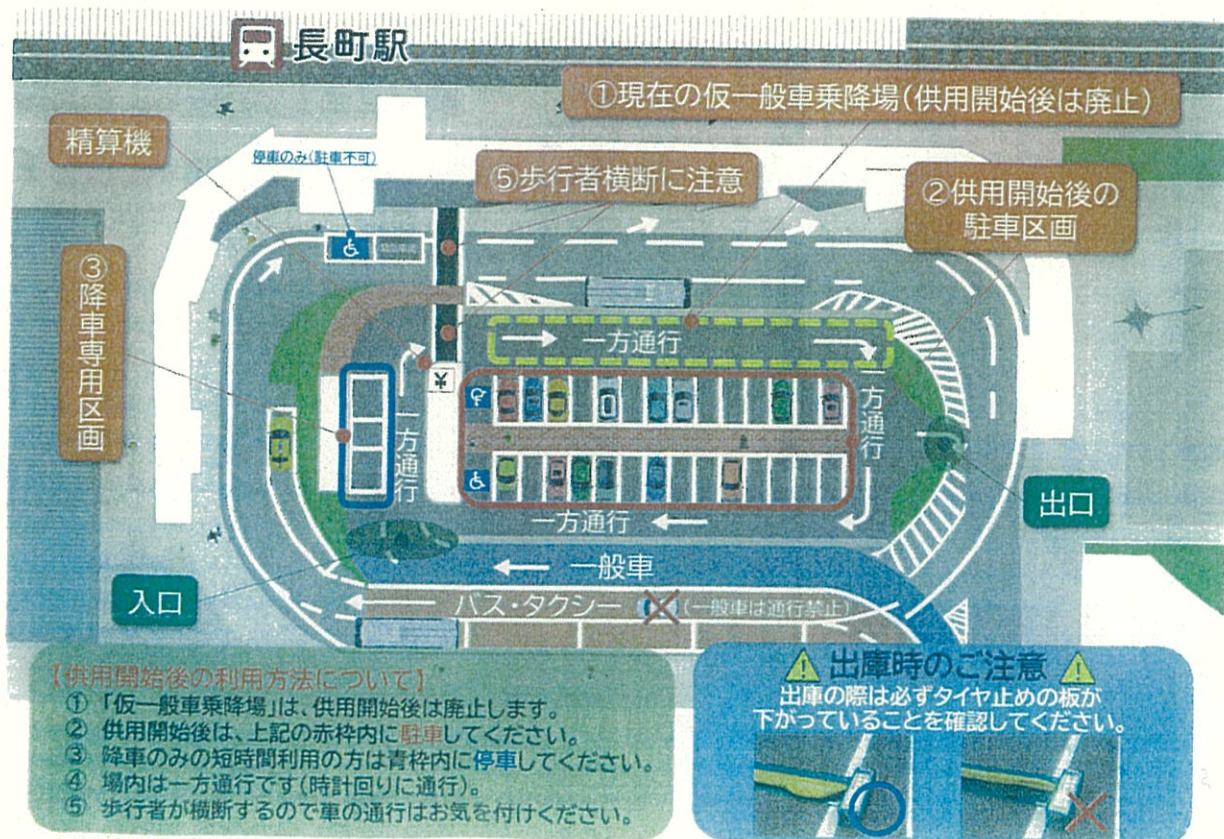 長町駅
①現在の仮一般車乗降場(供用開始後は廃止)
精算機
停車のみ(駐車不可)
⑤歩行者横断に注意
②供用開始後の
駐車区画
③降車専用区画
一方通行
一方通行
一方通行
一方通行
出口
一般車
入口
バス・タクシー
(一般車は通行禁止)
【供用開始後の利用方法について】
① 「仮一般車乗降場」は、供用開始後は廃止します。
② 供用開始後は、上記の赤枠内に駐車してください。
③ 降車のみの短時間利用の方は青枠内に停車してください。
④ 場内は一方通行です(時計回りに通行)。
⑤ 歩行者が横断するので車の通行はお気を付けください。
出庫時のご注意
出庫の際は必ずタイヤ止めの板が
下がっていることを確認してください。